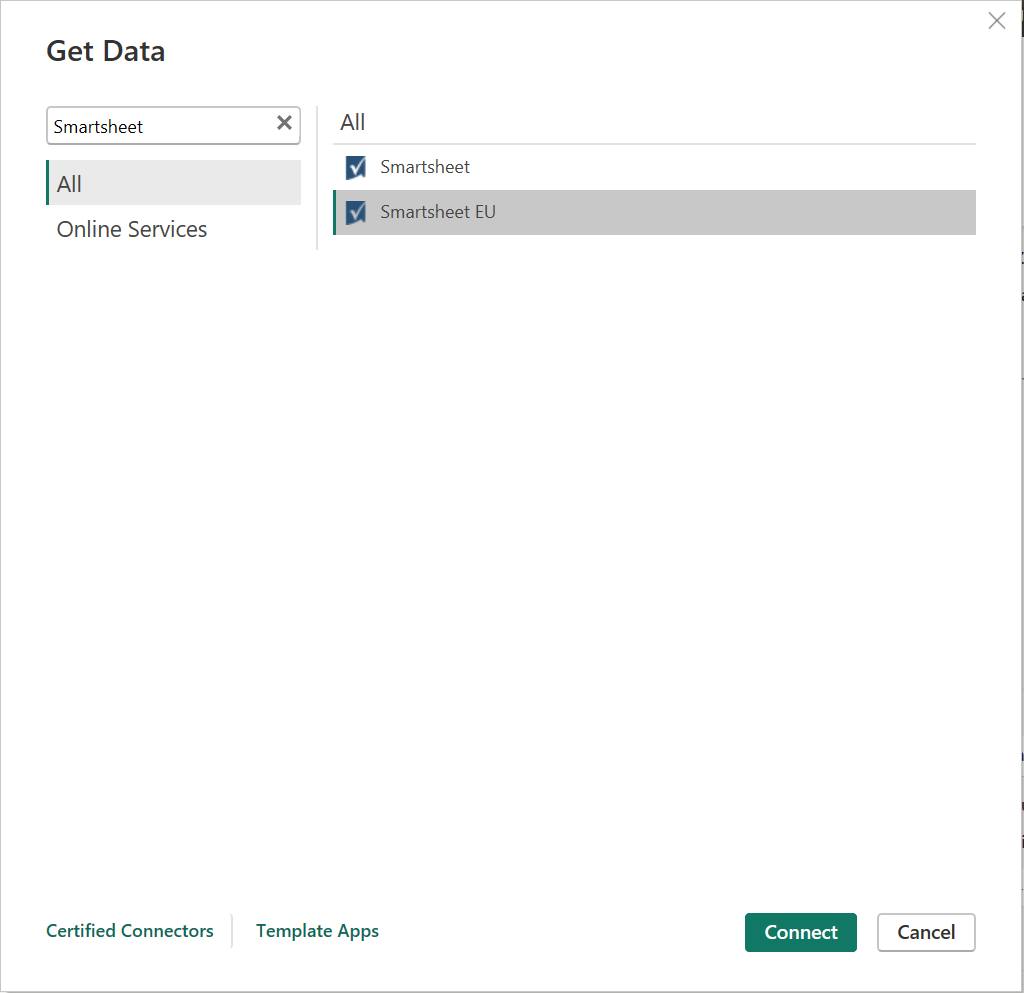 Get Data
Smartsheet
All
Online Services
All
Smartsheet
Smartsheet EU
Certified Connectors
Template Apps
Connect
Cancel